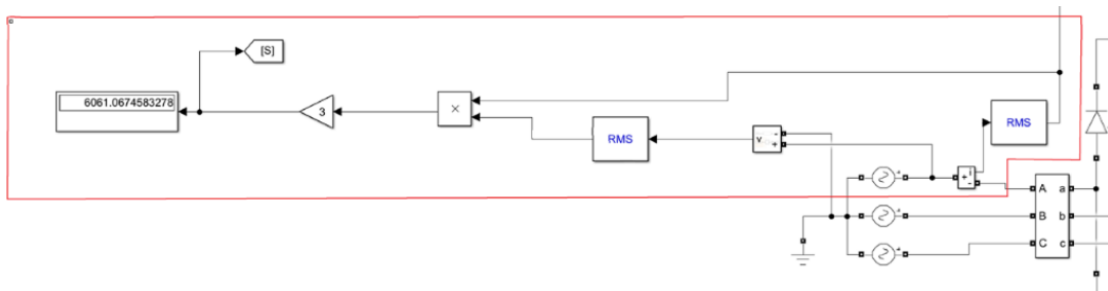 [S]
6061.0674583278
3
×
RMS
v
RMS
i
+
-
-
+
A a
B b
C c